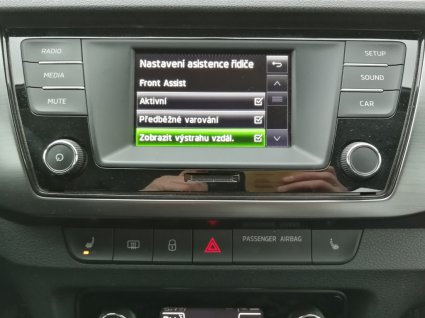 RADIO
MEDIA
MUTE
Nastavení asistence řidiče
Front Assist
Aktivní
Předběžné varování
Zobrazit výstrahu vzdál.
SETUP
SOUND
CAR
PASSENGER AIRBAG